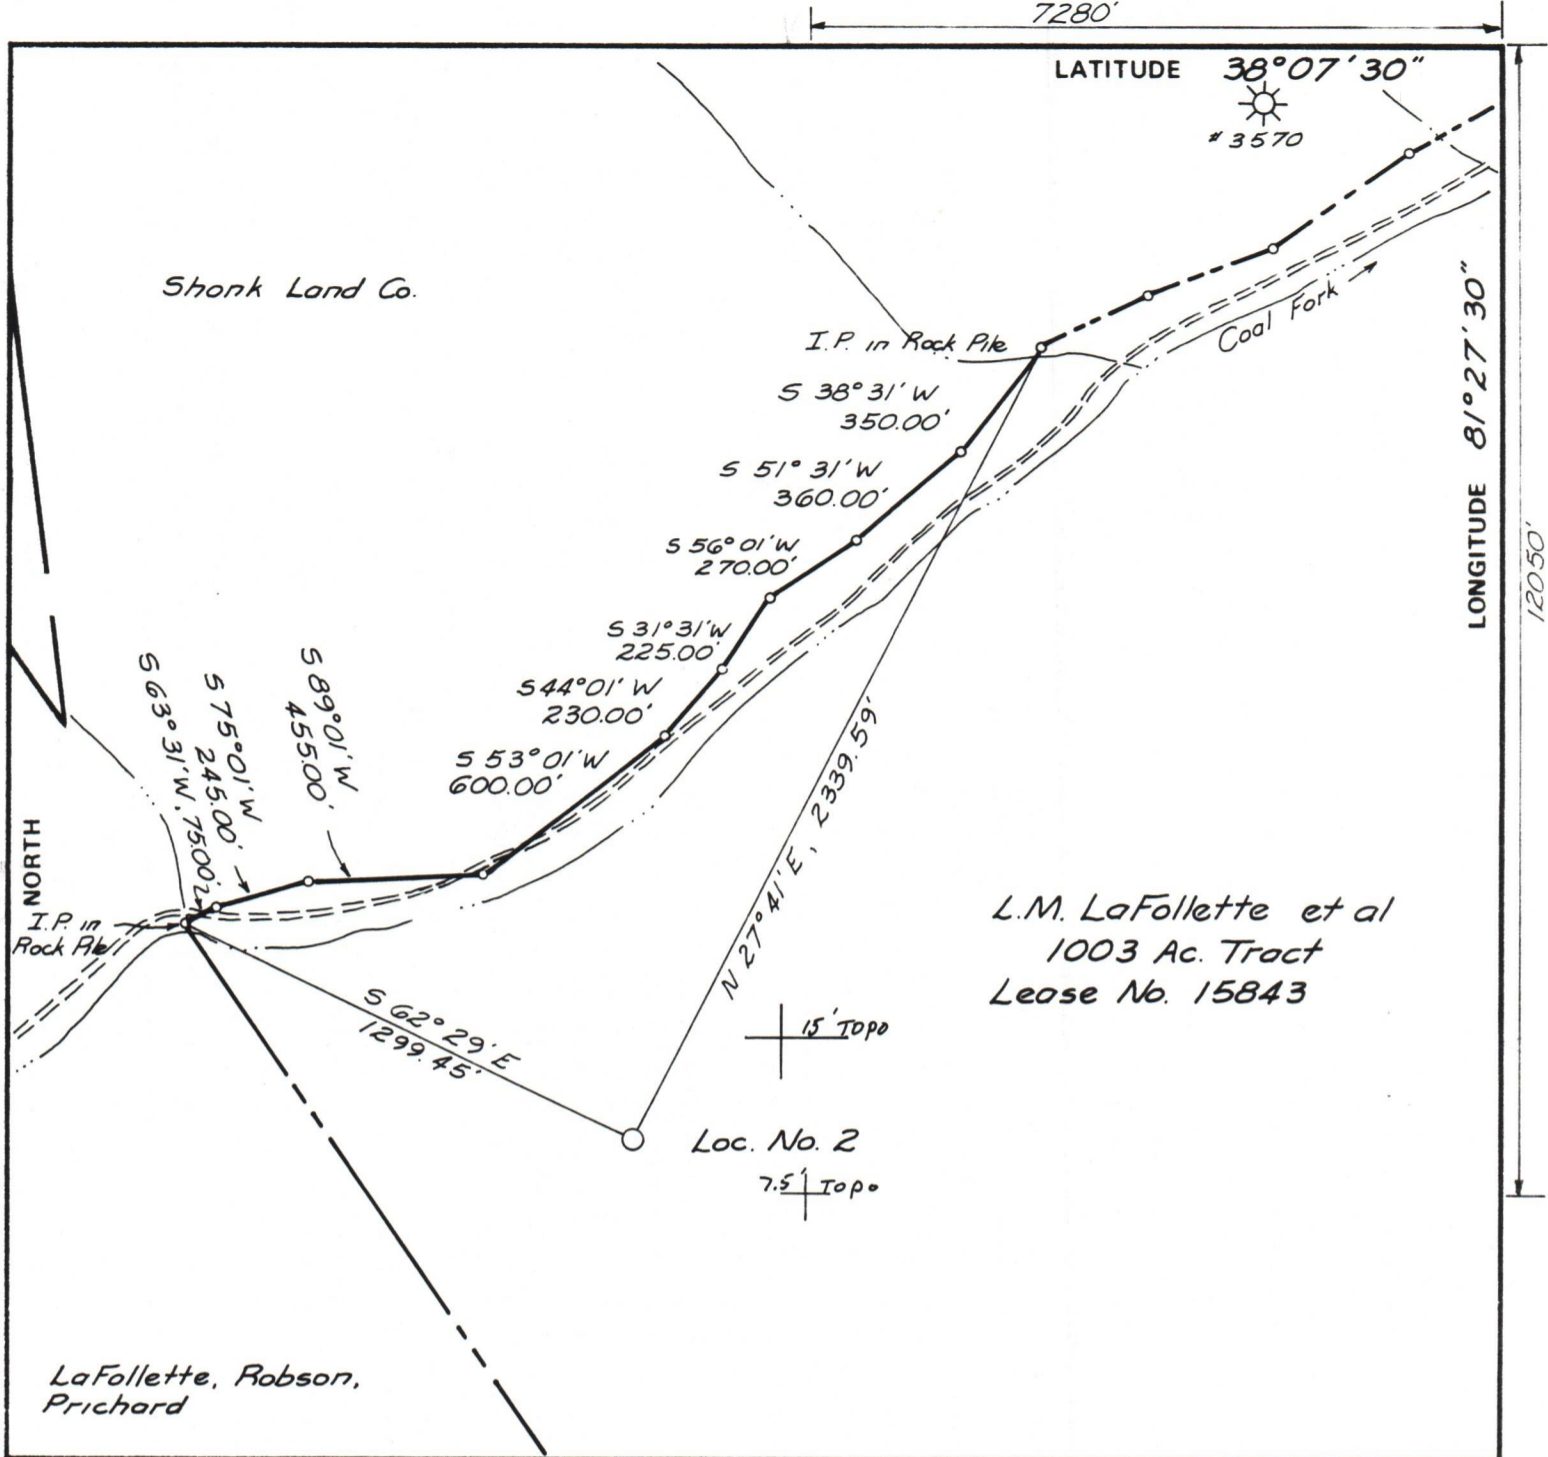 7280'
LATITUDE 38°07'30"
#3570
Shonk Land Co.
LONGITUDE 81°27'30"
12050'
Coal Fork
I.P. in Rock Pile
S 38°31' W
350.00'
S 51°31' W
360.00'
S 56°01' W
270.00'
S 31°31' W
225.00'
S 44°01' W
230.00'
S 53°01' W
600.00'
S 89°01' W
455.00'
S 75°01' W
245.00'
S 63°31' W, 75.00'
NORTH
I.P. in
Rock Pile
N 27°41' E, 2339.59'
S 62°29' E
1299.45'
L.M. LaFollette et al
1003 Ac. Tract
Lease No. 15843
15' TOPO
Loc. No. 2
7.5' Topo
LaFollette, Robson,
Prichard